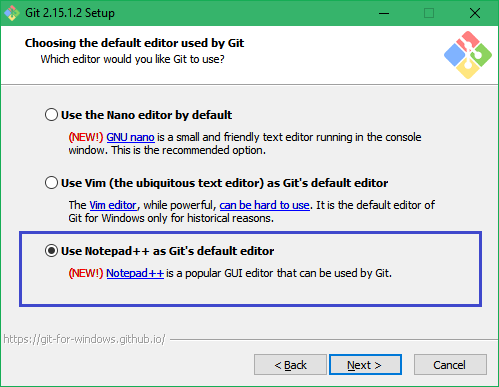 Git 2.15.1.2 Setup
Choosing the default editor used by Git
Which editor would you like Git to use?
Use the Nano editor by default
(NEW!) GNU nano is a small and friendly text editor running in the console
window. This is the recommended option.
Use Vim (the ubiquitous text editor) as Git's default editor
The Vim editor, while powerful, can be hard to use. It is the default editor of
Git for Windows only for historical reasons.
Use Notepad++ as Git's default editor
(NEW!) Notepad++ is a popular GUI editor that can be used by Git.
https://git-for-windows.github.io/
< Back
Next >
Cancel